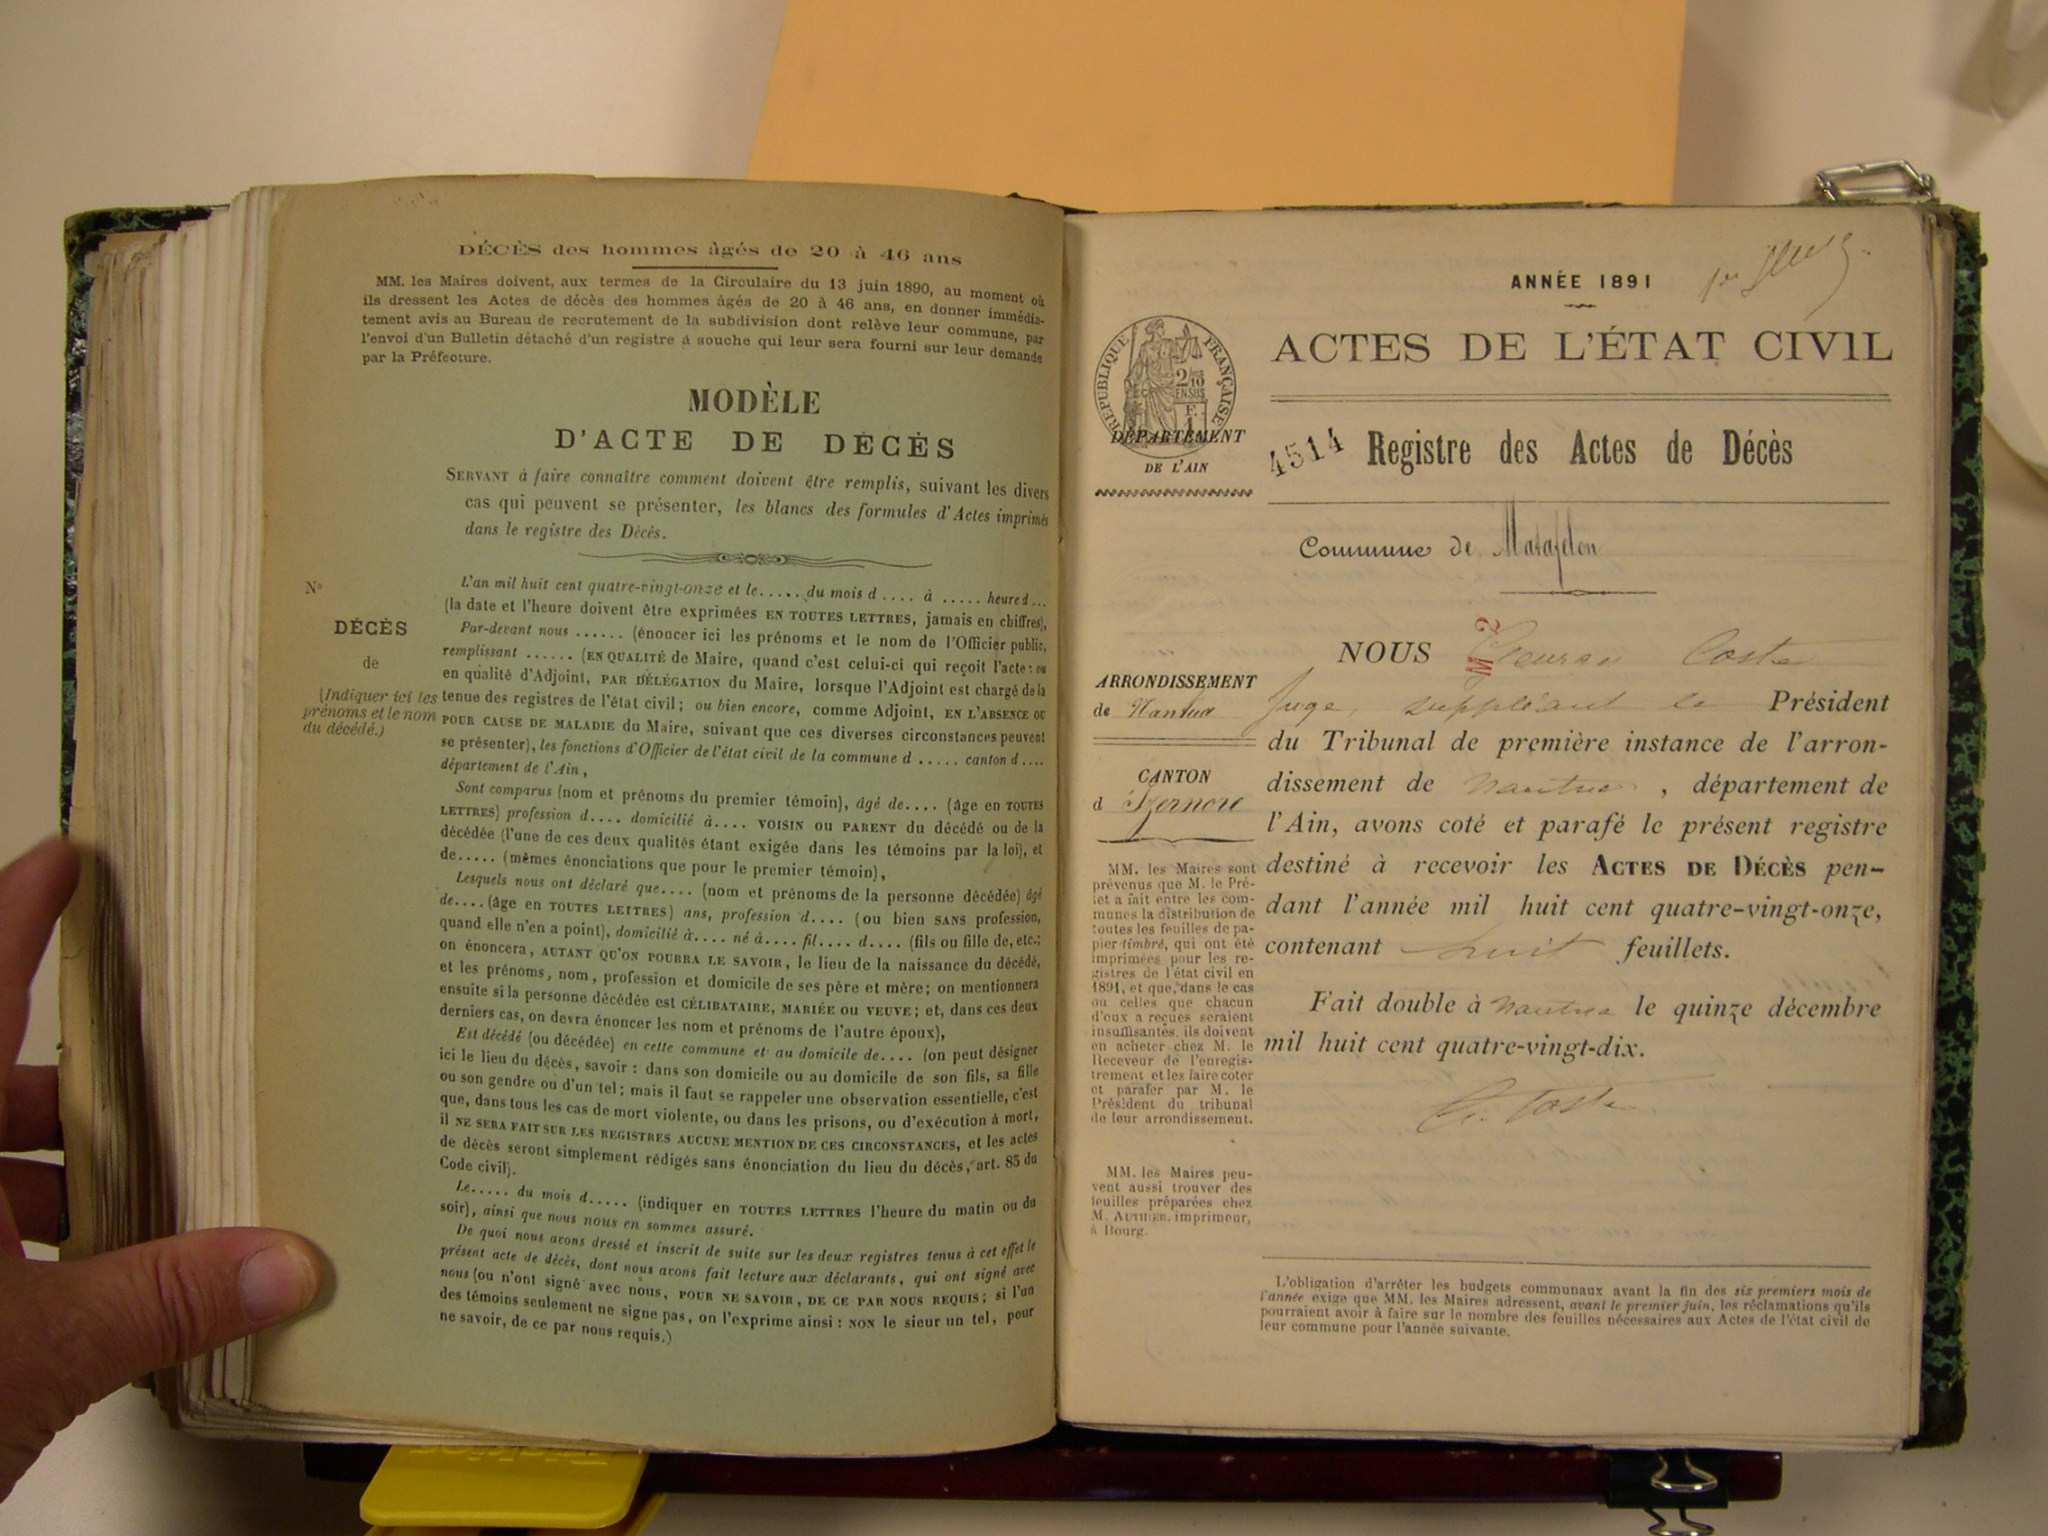 DÉCÈS des hommes âgés de 20 à 46 ans
MM. les Maires doivent, aux termes de la Circulaire du 13 juin 1890, au moment où
ils dressent les Actes de décès des hommes âgés de 20 à 46 ans, en donner immédia-
tement avis au Bureau de recrutement de la subdivision dont relève leur commune, par
l'envoi d'un Bulletin détaché d'un registre à souche qui leur sera fourni sur leur demande
par la Préfecture.
MODÈLE
D'ACTE DE DÉCÈS
SERVANT à faire connaître comment doivent être remplis, suivant les divers
cas qui peuvent se présenter, les blancs des formules d'Actes imprimés
dans le registre des Décès.
N°
DÉCÈS
de
(Indiquer ici les
prénoms et le nom
du décédé.)
L'an mil huit cent quatre-vingt-onze et le...... du mois d .... à ..... heures ...
(la date et l'heure doivent être exprimées EN TOUTES LETTRES, jamais en chiffres),
Par-devant nous ...... (énoncer ici les prénoms et le nom de l'Officier public,
remplissant ...... (EN QUALITÉ de Maire, quand c'est celui-ci qui reçoit l'acte: ou
en qualité d'Adjoint, PAR DÉLÉGATION du Maire, lorsque l'Adjoint est chargé de la
tenue des registres de l'état civil; ou bien encore, comme Adjoint, EN L'ABSENCE OU
POUR CAUSE DE MALADIE du Maire, suivant que ces diverses circonstances peuvent
se présenter), les fonctions d'Officier de l'état civil de la commune d ..... canton d ....
département de l'Ain,
Sont comparus (nom et prénoms du premier témoin), âgé de.... (âge en TOUTES
LETTRES) profession d.... domicilié à.... VOISIN OU PARENT du décédé ou de la
décédée (l'une de ces deux qualités étant exigée dans les témoins par la loi), et
de..... (mêmes énonciations que pour le premier témoin),
Lesquels nous ont déclaré que.... (nom et prénoms de la personne décédée) âgé
de.... (âge en TOUTES LETTRES) ans, profession d.... (ou bien SANS profession,
quand elle n'en a point), domicilié à.... né à.... fil.... d.... (fils ou fille de, etc.;
on énoncera, AUTANT QU'ON POURRA LE SAVOIR, le lieu de la naissance du décédé,
et les prénoms, nom, profession et domicile de ses père et mère; on mentionnera
ensuite si la personne décédée est CÉLIBATAIRE, MARIÉE OU VEUVE; et, dans ces deux
derniers cas, on devra énoncer les nom et prénoms de l'autre époux),
Est décédé (ou décédée) en cette commune et au domicile de.... (on peut désigner
ici le lieu du décès, savoir: dans son domicile ou au domicile de son fils, sa fille
ou son gendre ou d'un tel; mais il faut se rappeler une observation essentielle, c'est
que, dans tous les cas de mort violente, ou dans les prisons, ou d'exécution à mort,
il NE SERA FAIT SUR LES REGISTRES AUCUNE MENTION DE CES CIRCONSTANCES, et les actes
de décès seront simplement rédigés sans énonciation du lieu du décès, art. 85 du
Code civil).
Le..... du mois d..... (indiquer en TOUTES LETTRES l'heure du matin ou du
soir), ainsi que nous nous en sommes assuré.
De quoi nous avons dressé et inscrit de suite sur les deux registres tenus à cet effet le
présent acte de décès, dont nous avons fait lecture aux déclarants, qui ont signé avec
nous (ou n'ont signé avec nous, POUR NE SAVOIR, DE CE PAR NOUS REQUIS; si l'un
des témoins seulement ne signe pas, on l'exprime ainsi: NON le sieur un tel, pour
ne savoir, de ce par nous requis.)
ANNÉE 1891
ACTES DE L'ÉTAT CIVIL
RÉPUBLIQUE FRANÇAISE
2/10
EN SUS
DÉPARTEMENT
DE L'AIN
4514
Registre des Actes de Décès
Commune de Matafelon
M 2
NOUS Coste
Juge, suppléant le Président
du Tribunal de première instance de l'arron-
dissement de Nantua, département de
l'Ain, avons coté et parafé le présent registre
destiné à recevoir les ACTES DE DÉCÈS pen-
dant l'année mil huit cent quatre-vingt-onze,
contenant huit feuillets.
Fait double à Nantua le quinze décembre
mil huit cent quatre-vingt-dix.
G. Coste
ARRONDISSEMENT
de Nantua
CANTON
d'Izernore
MM. les Maires sont
prévenus que M. le Pré-
fet a fait entre les com-
munes la distribution de
toutes les feuilles de pa-
pier timbré, qui ont été
imprimées pour les re-
gistres de l'état civil en
1891, et que, dans le cas
où celles que chacun
d'eux a reçues seraient
insuffisantes, ils doivent
en acheter chez M. le
Receveur de l'enregis-
trement et les faire coter
et parafer par M. le
Président du tribunal
de leur arrondissement.
MM. les Maires peu-
vent aussi trouver des
feuilles préparées chez
M. AUTHIER, imprimeur,
à Bourg.
L'obligation d'arrêter les budgets communaux avant la fin des six premiers mois de
l'année exige que MM. les Maires adressent, avant le premier juin, les réclamations qu'ils
pourraient avoir à faire sur le nombre des feuilles nécessaires aux Actes de l'état civil de
leur commune pour l'année suivante.